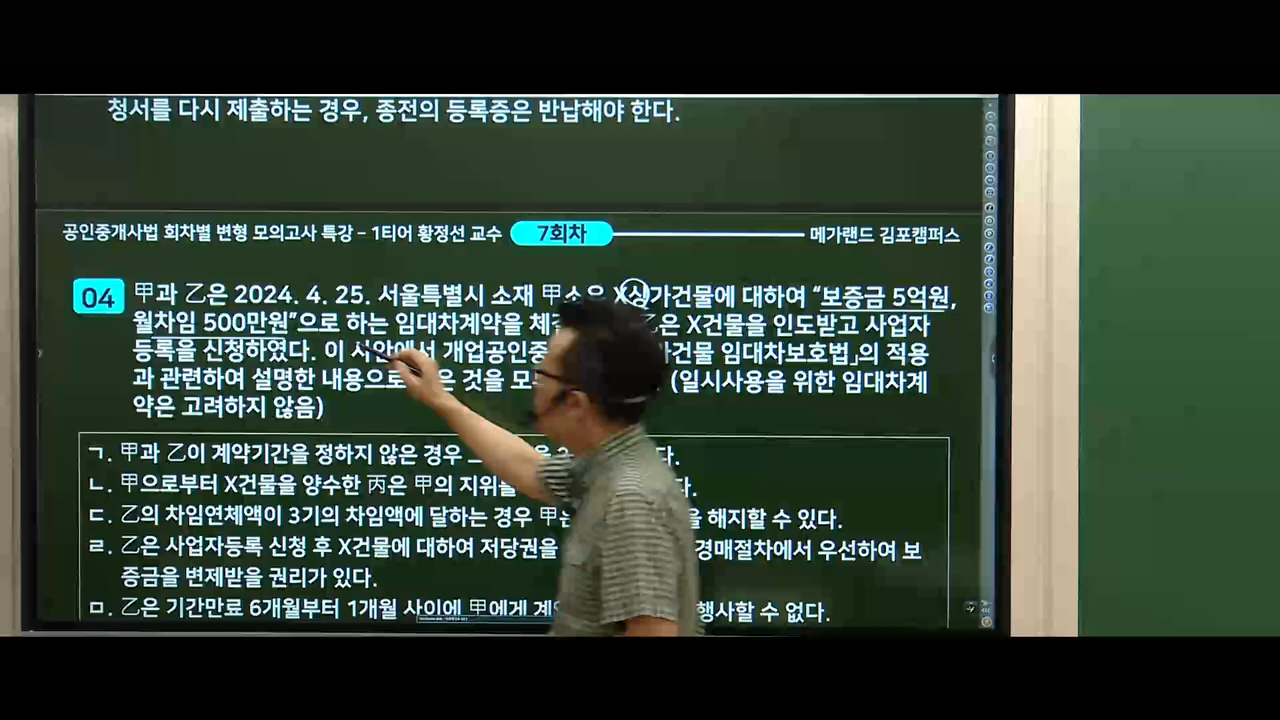 청서를 다시 제출하는 경우, 종전의 등록증은 반납해야 한다.
공인중개사법 회차별 변형 모의고사 특강 – 1티어 황정선 교수 7회차 메가랜드 김포캠퍼스
04 甲과 乙은 2024. 4. 25. 서울특별시 소재 甲소유 X상가건물에 대하여 “보증금 5억원,
월차임 500만원”으로 하는 임대차계약을 체 乙은 X건물을 인도받고 사업자
등록을 신청하였다. 이 사안에서 개업공인중 건물 임대차보호법」의 적용
과 관련하여 설명한 내용으로 은 것을 모 (일시사용을 위한 임대차계
약은 고려하지 않음)
ㄱ. 甲과 乙이 계약기간을 정하지 않은 경우 다.
ㄴ. 甲으로부터 X건물을 양수한 丙은 甲의 지위를 다.
ㄷ. 乙의 차임연체액이 3기의 차임액에 달하는 경우 甲은 을 해지할 수 있다.
ㄹ. 乙은 사업자등록 신청 후 X건물에 대하여 저당권을 경매절차에서 우선하여 보
증금을 변제받을 권리가 있다.
ㅁ. 乙은 기간만료 6개월부터 1개월 사이에 甲에게 계 행사할 수 없다.